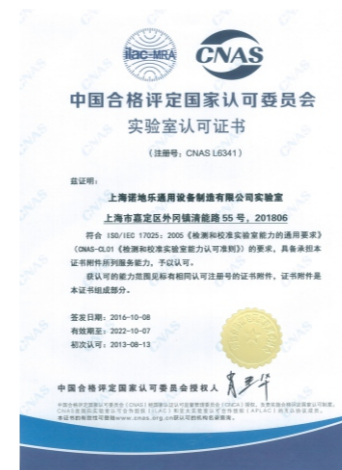 ilac-MRA
CNAS
中国合格评定国家认可委员会
实验室认可证书
（注册号：CNAS L6341）
兹证明：
上海诺地乐通用设备制造有限公司实验室
上海市嘉定区外冈镇清能路 55 号，201806
符合 ISO/IEC 17025：2005《检测和校准实验室能力的通用要求》
（CNAS-CL01《检测和校准实验室能力认可准则》）的要求，具备承担本
证书附件所列服务能力，予以认可。
获认可的能力范围见标有相同认可注册号的证书附件，证书附件是
本证书组成部分。
签发日期：2016-10-08
有效期至：2022-10-07
初次认可：2013-08-13
中国合格评定国家认可委员会授权人